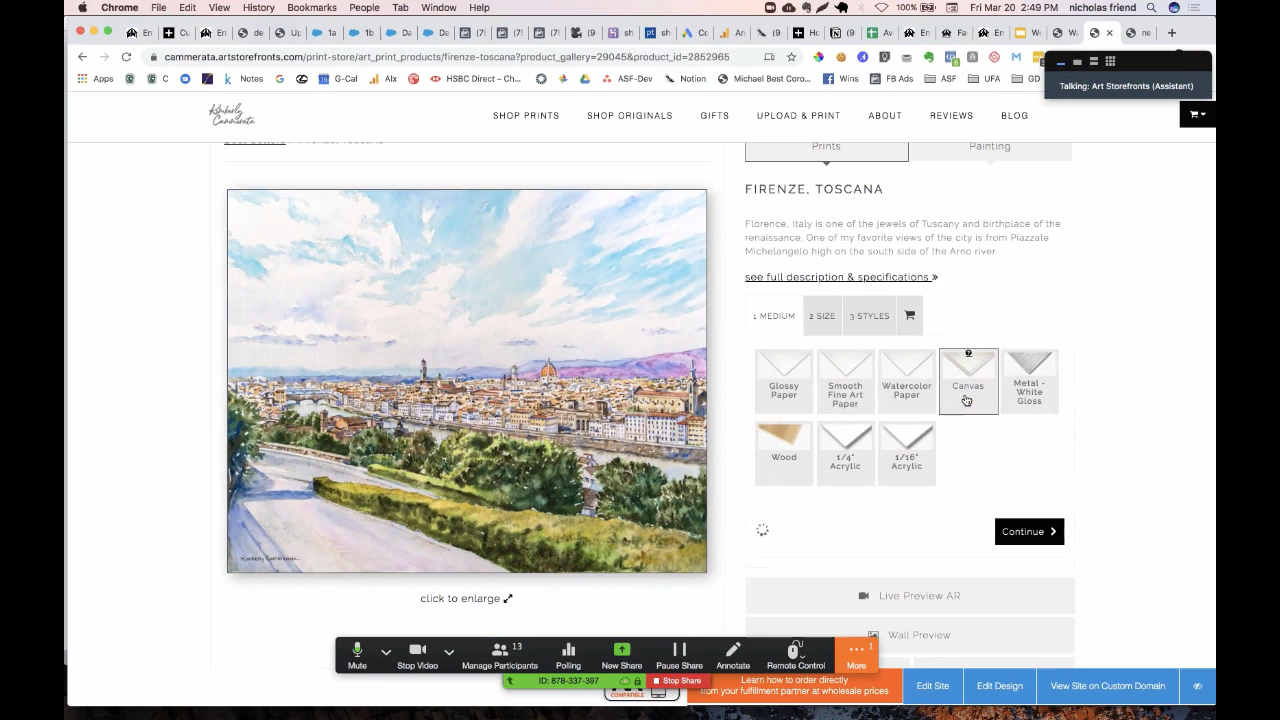 Chrome File Edit View History Bookmarks People Tab Window Help
100% Fri Mar 20 2:49 PM nicholas friend
cammerata.artstorefronts.com/print-store/art_print_products/firenze-toscana?product_gallery=29045&product_id=2852965
Apps G C Notes G-Cal Alx HSBC Direct – Ch... ASF-Dev Notion Michael Best Coro... Wins FB Ads ASF UFA GD
Talking: Art Storefronts (Assistant)
Kimberly Cammerata
SHOP PRINTS SHOP ORIGINALS GIFTS UPLOAD & PRINT ABOUT REVIEWS BLOG
Prints Painting
FIRENZE, TOSCANA
Florence, Italy is one of the jewels of Tuscany and birthplace of the
renaissance. One of my favorite views of the city is from Piazzale
Michelangelo high on the south side of the Arno river.
see full description & specifications
1 MEDIUM 2 SIZE 3 STYLES
Glossy Paper
Smooth Fine Art Paper
Watercolor Paper
Canvas
Metal - White Gloss
Wood
1/4" Acrylic
1/16" Acrylic
Continue
click to enlarge
Live Preview AR
Wall Preview
Mute Stop Video Manage Participants 13 Polling New Share Pause Share Annotate Remote Control More 1
ID: 878-337-397 Stop Share
COMPATIBLE
Learn how to order directly
from your fulfillment partner at wholesale prices
Edit Site Edit Design View Site on Custom Domain